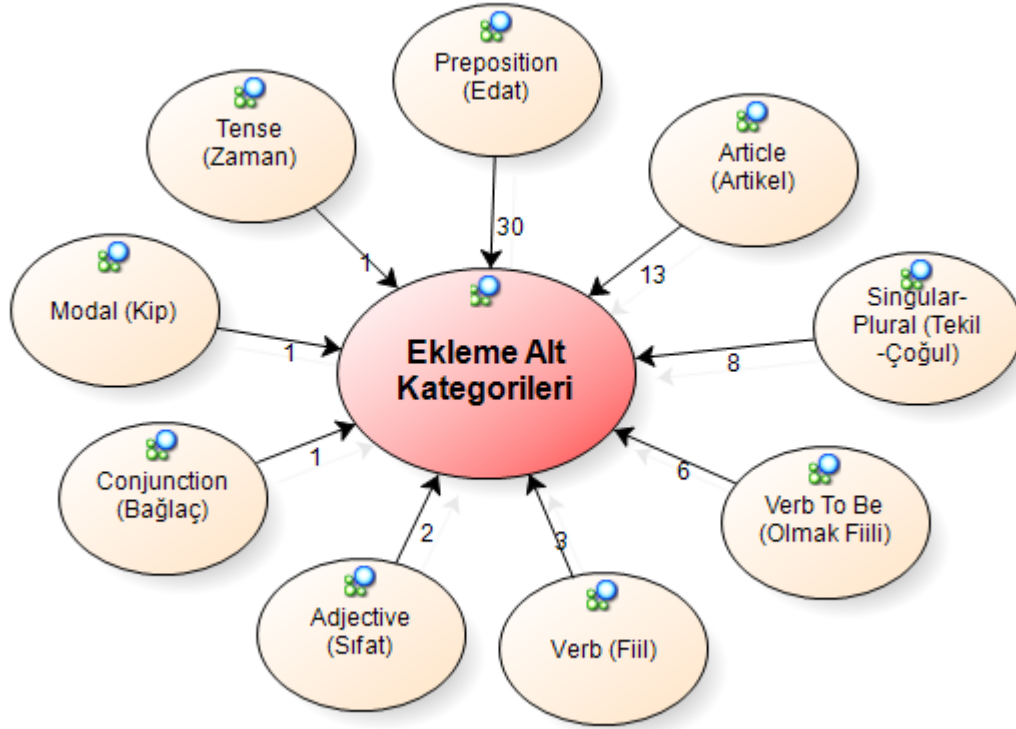 Preposition
(Edat)
Tense
(Zaman)
Article
(Artikel)
30
1
13
Modal (Kip)
Singular-
Plural (Tekil
-Çoğul)
1
8
Ekleme Alt
Kategorileri
Conjunction
(Bağlaç)
1
6
Verb To Be
(Olmak Fiili)
2
3
Adjective
(Sıfat)
Verb (Fiil)